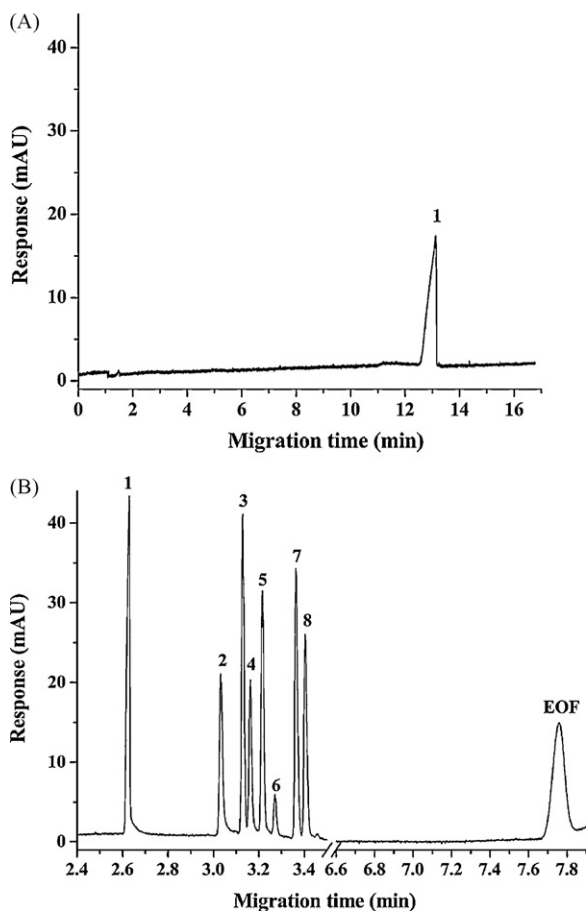 (A)
40
30
20
10
0
Response (mAU)
1
0 2 4 6 8 10 12 14 16
Migration time (min)
(B)
40
30
20
10
0
Response (mAU)
1
2
3
4
5
6
7
8
EOF
2.4 2.6 2.8 3.0 3.2 3.4 6.6 6.8 7.0 7.2 7.4 7.6 7.8
Migration time (min)